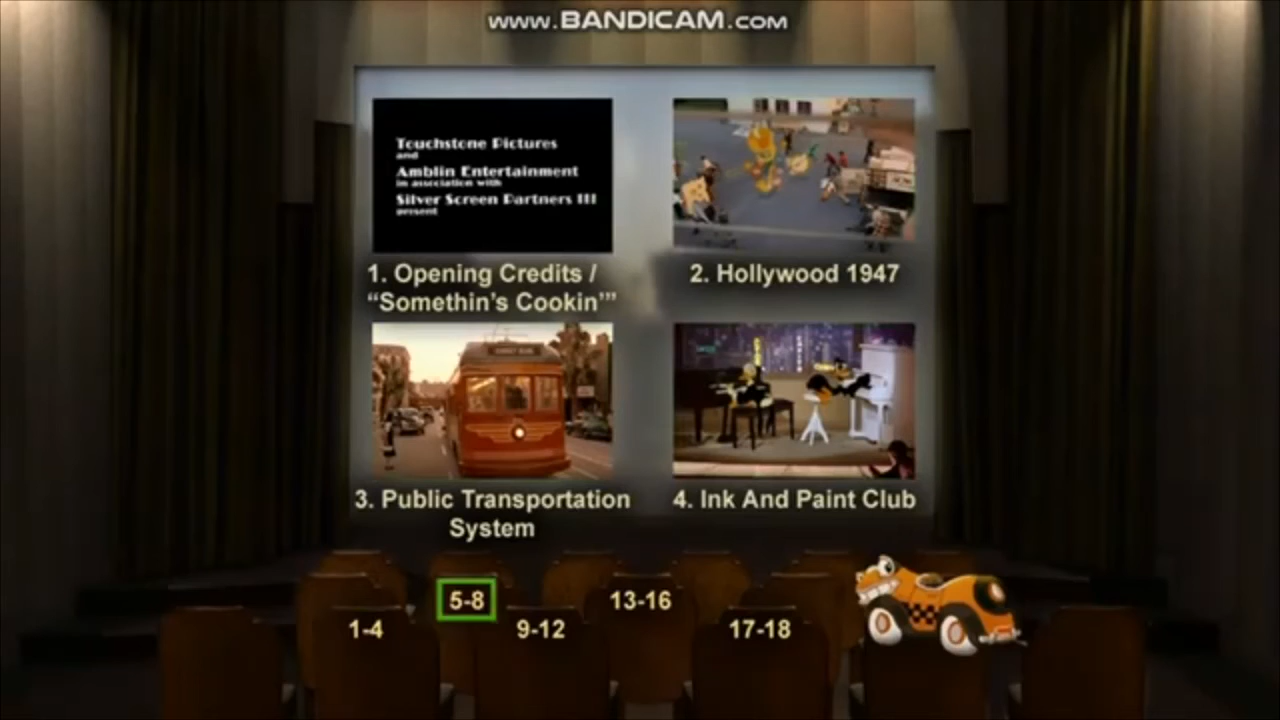 www.BANDICAM.com
Touchstone Pictures
and
Amblin Entertainment
in association with
Silver Screen Partners III
present
1. Opening Credits /
“Somethin’s Cookin’”
2. Hollywood 1947
3. Public Transportation
System
4. Ink And Paint Club
5-8
13-16
1-4
9-12
17-18